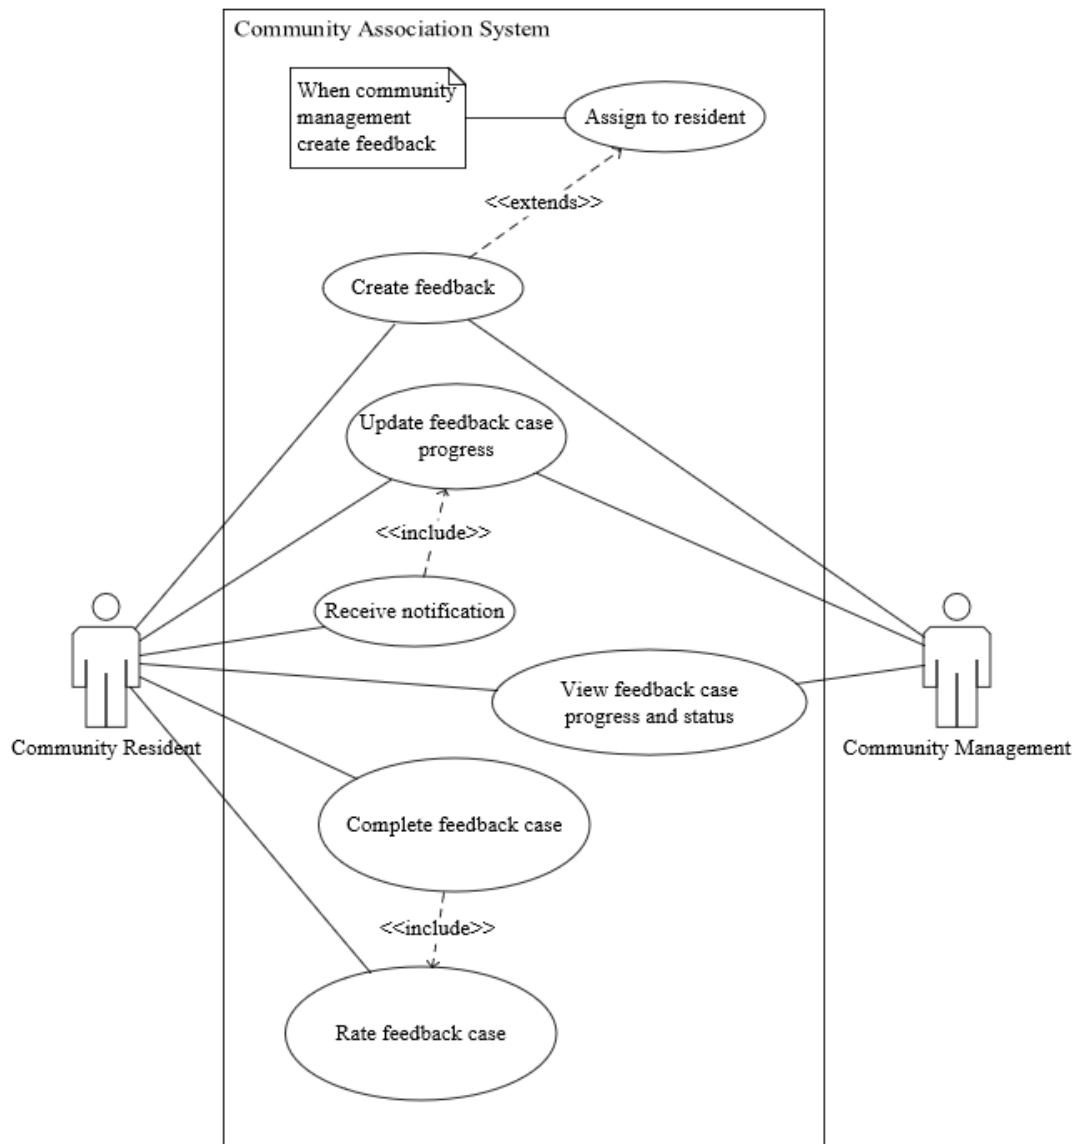 Community Association System
When community
management
create feedback
Assign to resident
<<extends>>
Create feedback
Update feedback case
progress
<<include>>
Receive notification
View feedback case
progress and status
Community Resident
Community Management
Complete feedback case
<<include>>
Rate feedback case